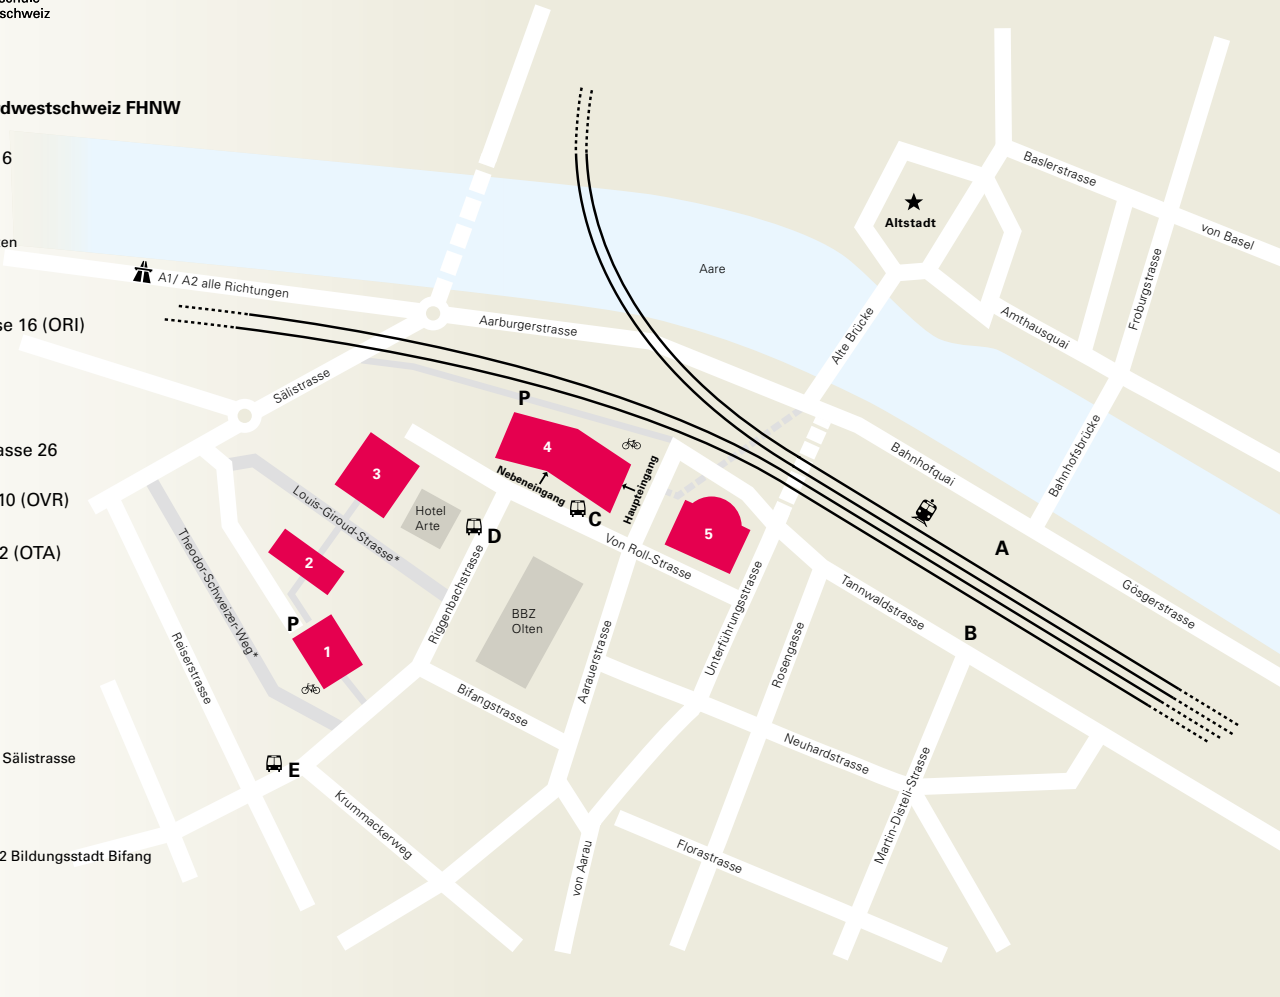 schweiz
rdwestschweiz FHNW
6
ten
se 16 (ORI)
asse 26
10 (OVR)
2 (OTA)
Sälistrasse
2 Bildungsstadt Bifang
A1/ A2 alle Richtungen
Aarburgerstrasse
Sälistrasse
Aare
Altstadt
Baslerstrasse
von Basel
Froburgstrasse
Amthausquai
Alte Brücke
Bahnhofquai
Bahnhofsbrücke
Gösgerstrasse
A
B
Tannwaldstrasse
P
4
Nebeneingang
Haupteingang
C
3
Hotel
Arte
D
5
Louis-Giroud-Strasse*
2
Theodor-Schweizer-Weg*
P
1
Riggenbachstrasse
BBZ
Olten
Von Roll-Strasse
Unterführungsstrasse
Rosengasse
Aarauerstrasse
Reiserstrasse
Bifangstrasse
E
Krummackerweg
Neuhardstrasse
Martin-Disteli-Strasse
Florastrasse
von Aarau